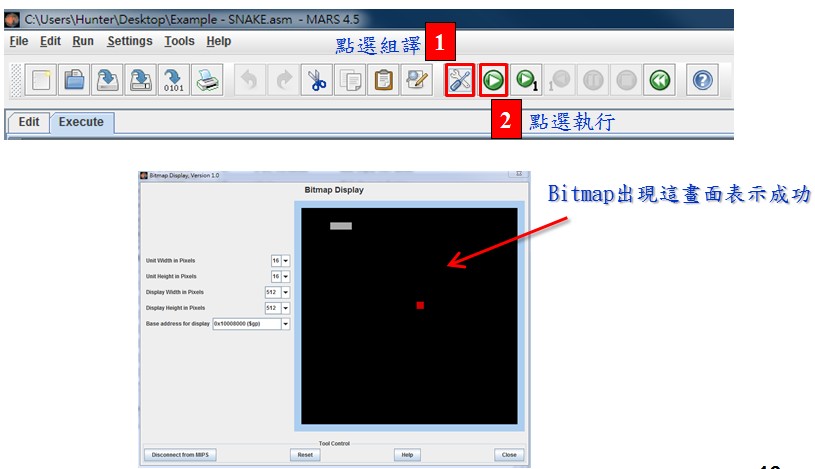 C:\Users\Hunter\Desktop\Example - SNAKE.asm - MARS 4.5
File Edit Run Settings Tools Help
點選組譯 1
0101
1
1
Edit Execute
2 點選執行
Bitmap Display, Version 1.0
Bitmap Display
Bitmap出現這畫面表示成功
Unit Width in Pixels 16
Unit Height in Pixels 16
Display Width in Pixels 512
Display Height in Pixels 512
Base address for display 0x10008000 ($gp)
Tool Control
Disconnect from MIPS Reset Help Close